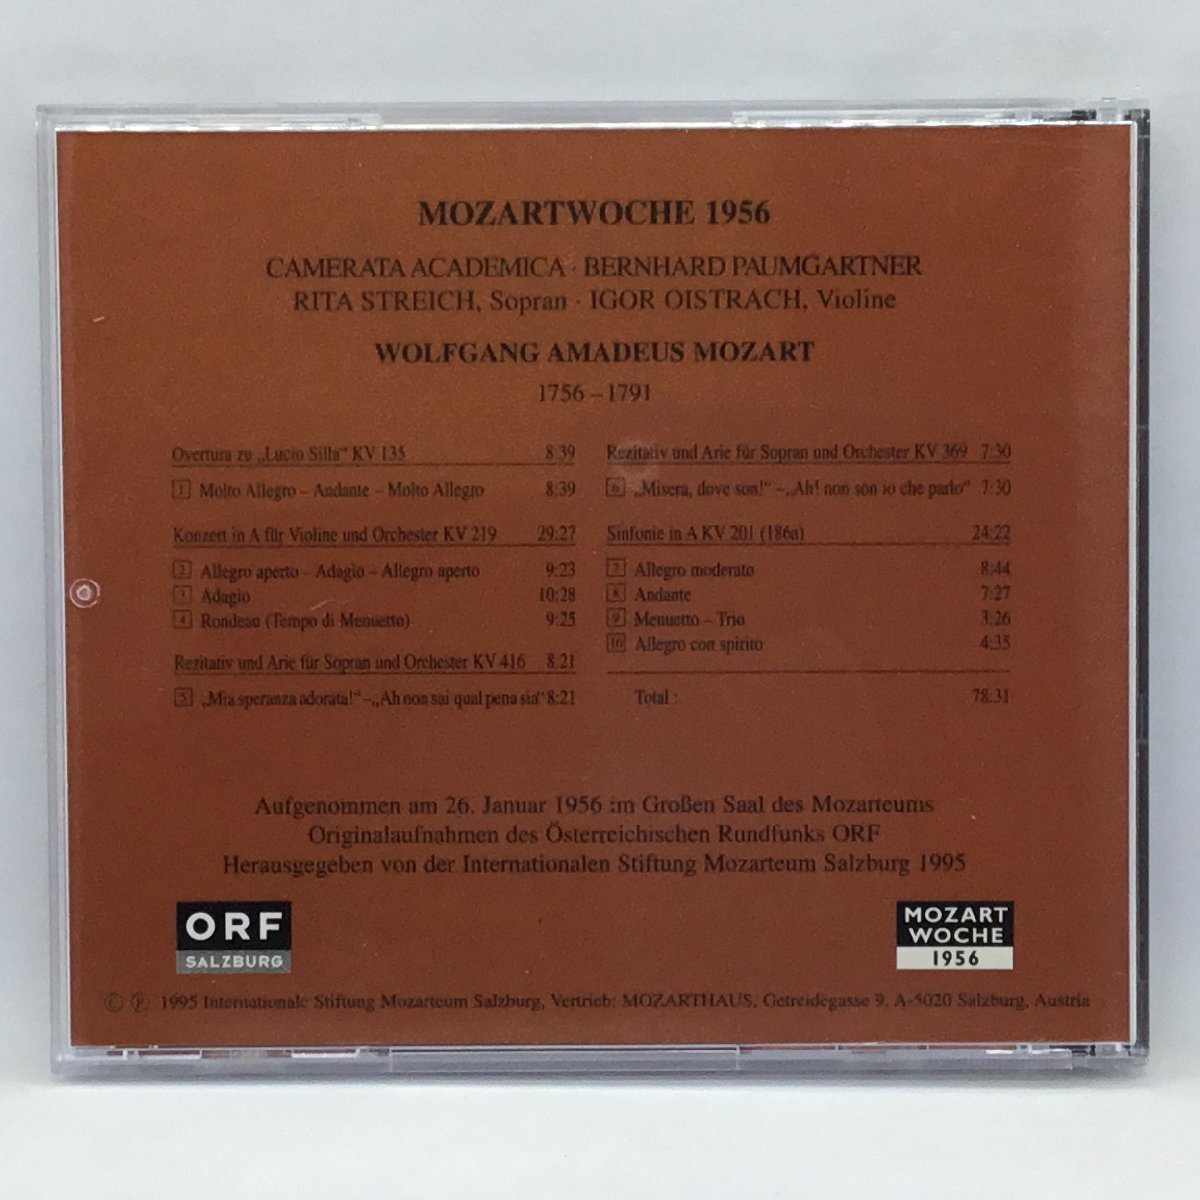 MOZARTWOCHE 1956
CAMERATA ACADEMICA · BERNHARD PAUMGARTNER
RITA STREICH, Sopran · IGOR OISTRACH, Violine
WOLFGANG AMADEUS MOZART
1756 – 1791
Overtura zu „Lucio Silla“ KV 135 8:39
1 Molto Allegro – Andante – Molto Allegro 8:39
Konzert in A für Violine und Orchester KV 219 29:27
2 Allegro aperto – Adagio – Allegro aperto 9:23
3 Adagio 10:28
4 Rondeau (Tempo di Menuetto) 9:25
Rezitativ und Arie für Sopran und Orchester KV 416 8:21
5 „Mia speranza adorata!“ – „Ah non sai qual pena sia“ 8:21
Rezitativ und Arie für Sopran und Orchester KV 369 7:30
6 „Misera, dove son!“ – „Ah! non son io che parlo“ 7:30
Sinfonie in A KV 201 (186a) 24:22
7 Allegro moderato 8:44
8 Andante 7:27
9 Menuetto – Trio 3:26
10 Allegro con spirito 4:35
Total : 78.31
Aufgenommen am 26. Januar 1956 im Großen Saal des Mozarteums
Originalaufnahmen des Österreichischen Rundfunks ORF
Herausgegeben von der Internationalen Stiftung Mozarteum Salzburg 1995
ORF
SALZBURG
MOZART
WOCHE
1956
© ℗ 1995 Internationale Stiftung Mozarteum Salzburg, Vertrieb: MOZARTHAUS, Getreidegasse 9, A-5020 Salzburg, Austria